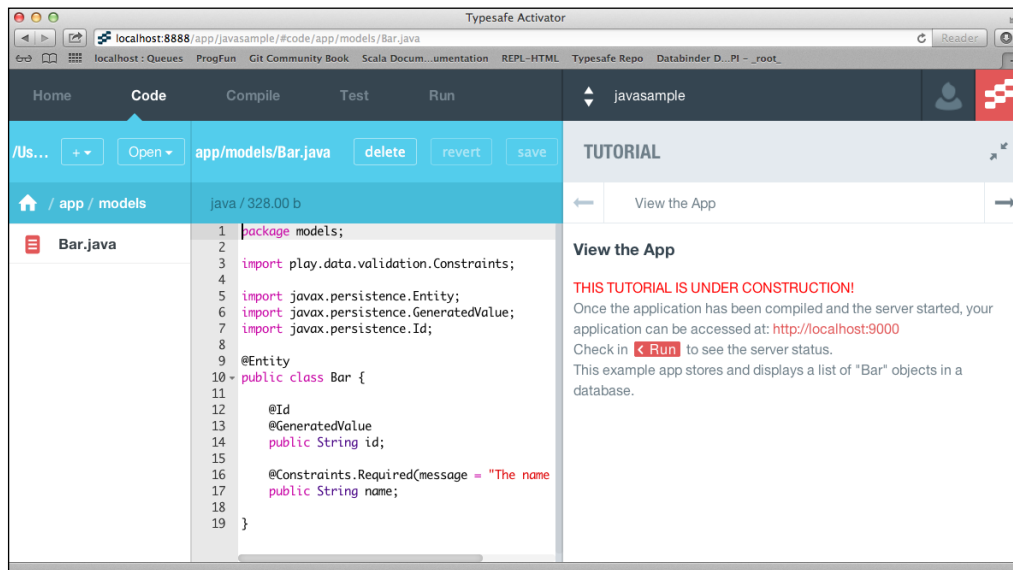 Typesafe Activator
localhost:8888/app/javasample/#code/app/models/Bar.java
Reader
localhost : Queues ProgFun Git Community Book Scala Docum...umentation REPL-HTML Typesafe Repo Databinder D...PI - _root_
Home Code Compile Test Run javasample
/Us... + Open app/models/Bar.java delete revert save TUTORIAL
/ app / models java / 328.00 b View the App
Bar.java
1 package models;
2
3 import play.data.validation.Constraints;
4
5 import javax.persistence.Entity;
6 import javax.persistence.GeneratedValue;
7 import javax.persistence.Id;
8
9 @Entity
10 public class Bar {
11
12 @Id
13 @GeneratedValue
14 public String id;
15
16 @Constraints.Required(message = "The name
17 public String name;
18
19 }
View the App
THIS TUTORIAL IS UNDER CONSTRUCTION!
Once the application has been compiled and the server started, your
application can be accessed at: http://localhost:9000
Check in < Run to see the server status.
This example app stores and displays a list of "Bar" objects in a
database.